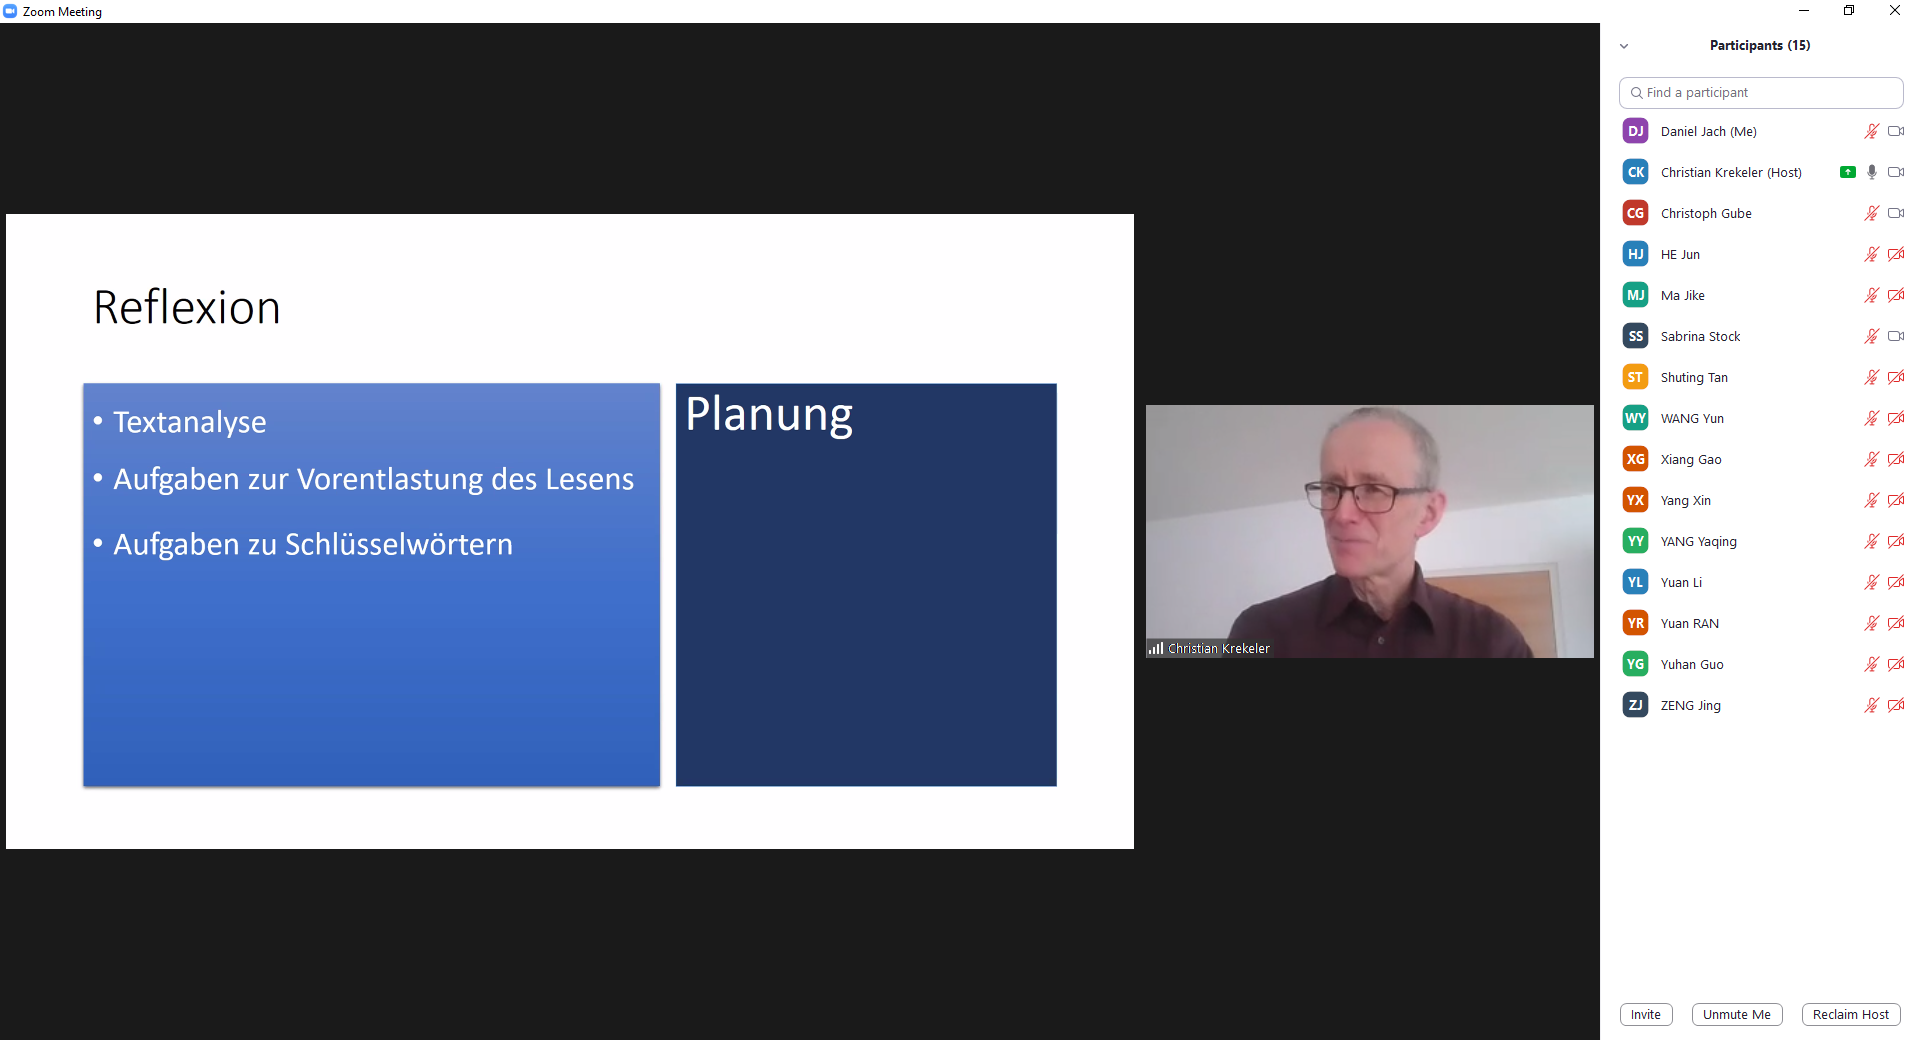 Zoom Meeting
Reflexion
• Textanalyse
• Aufgaben zur Vorentlastung des Lesens
• Aufgaben zu Schlüsselwörtern
Planung
Christian Krekeler
Participants (15)
Find a participant
DJ Daniel Jach (Me)
CK Christian Krekeler (Host)
CG Christoph Gube
HJ HE Jun
MJ Ma Jike
SS Sabrina Stock
ST Shuting Tan
WY WANG Yun
XG Xiang Gao
YX Yang Xin
YY YANG Yaqing
YL Yuan Li
YR Yuan RAN
YG Yuhan Guo
ZJ ZENG Jing
Invite
Unmute Me
Reclaim Host